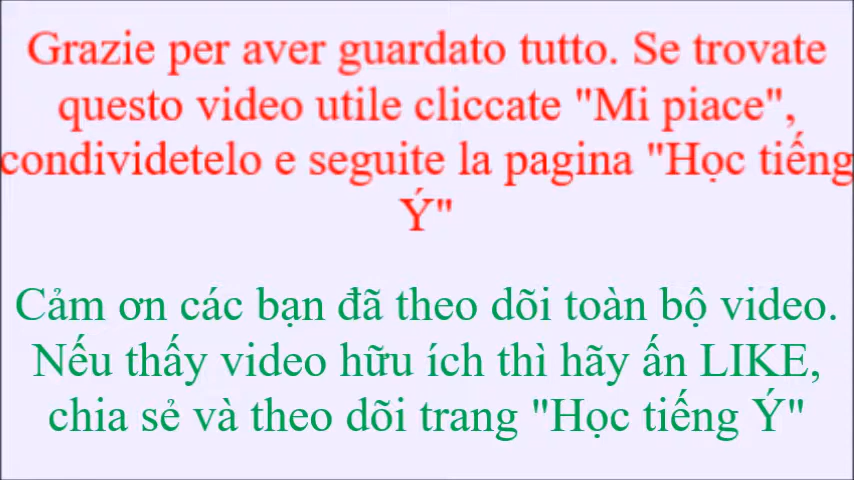 Grazie per aver guardato tutto. Se trovate
questo video utile cliccate "Mi piace",
condividetelo e seguite la pagina "Học tiếng
Ý"
Cảm ơn các bạn đã theo dõi toàn bộ video.
Nếu thấy video hữu ích thì hãy ấn LIKE,
chia sẻ và theo dõi trang "Học tiếng Ý"